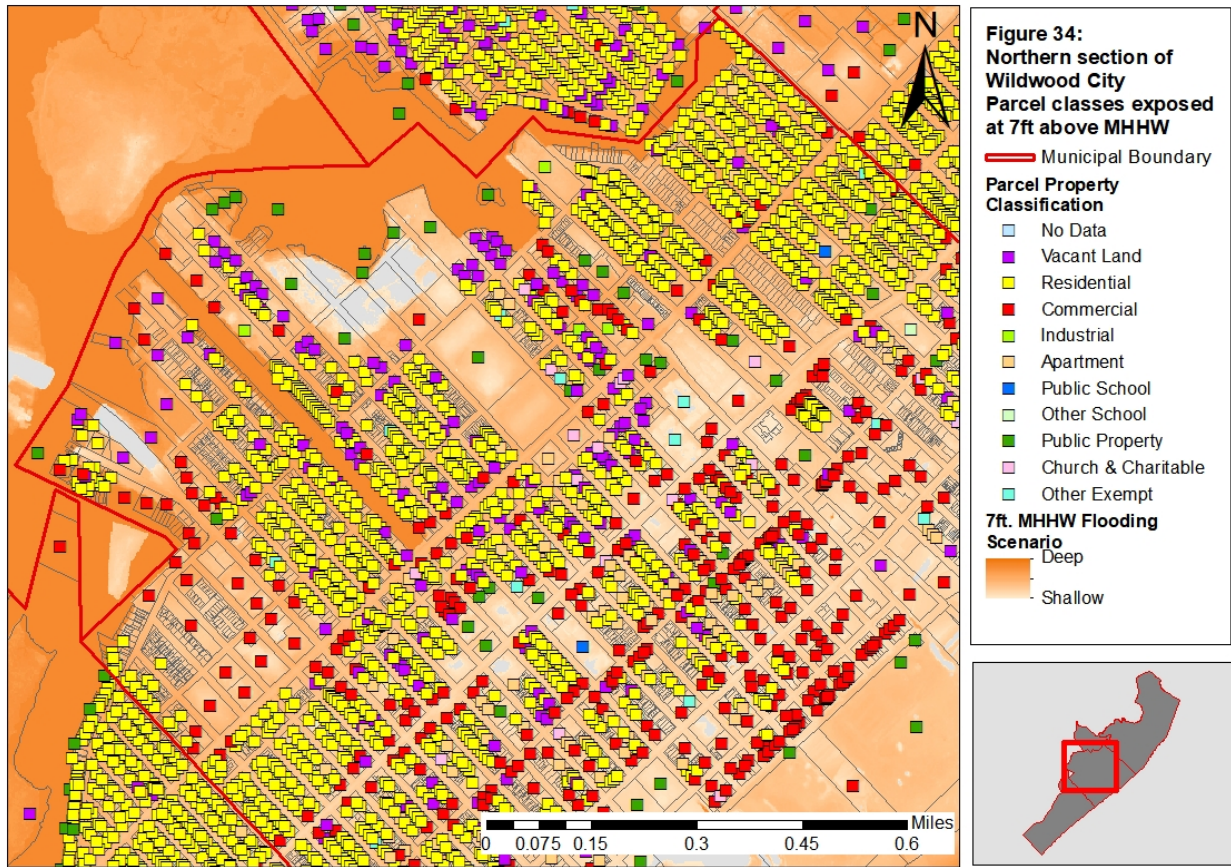 N
Figure 34:
Northern section of
Wildwood City
Parcel classes exposed
at 7ft above MHHW
Municipal Boundary
Parcel Property
Classification
No Data
Vacant Land
Residential
Commercial
Industrial
Apartment
Public School
Other School
Public Property
Church & Charitable
Other Exempt
7ft. MHHW Flooding
Scenario
Deep
Shallow
Miles
0 0.075 0.15 0.3 0.45 0.6